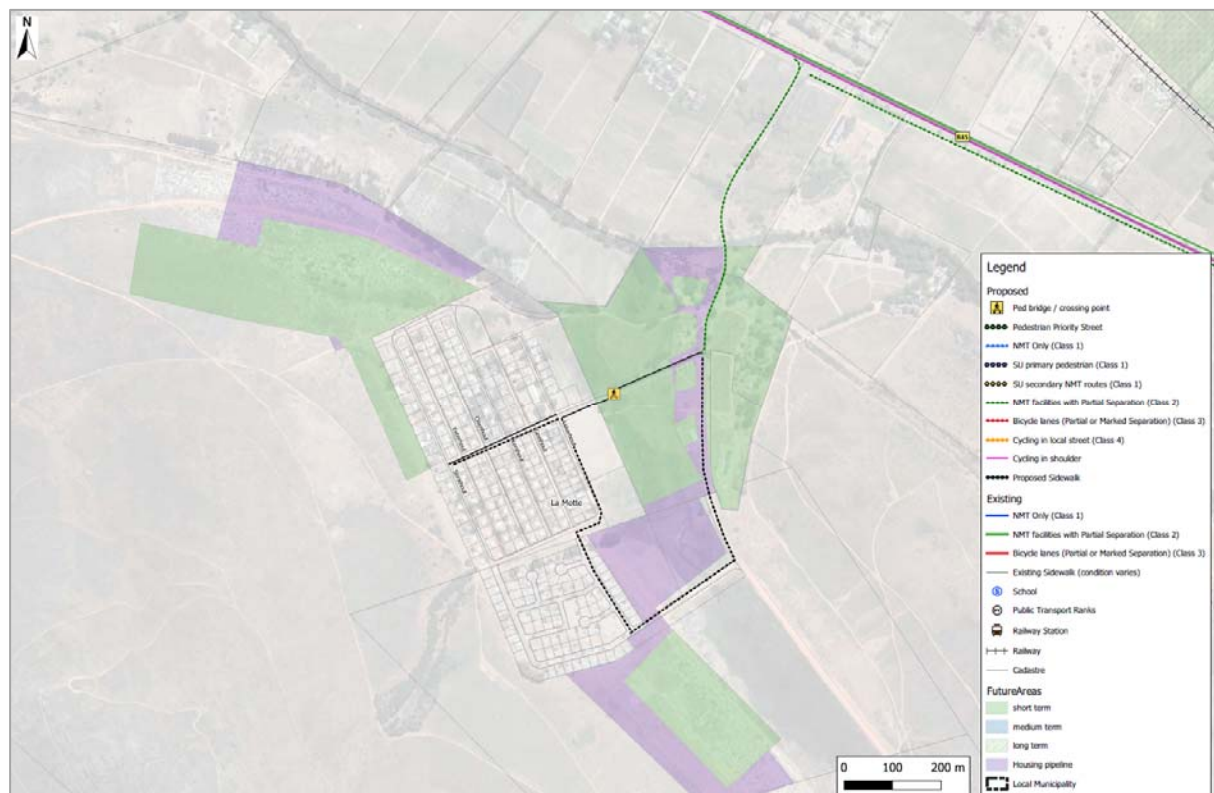 N
R45
La Motte
Legend
Proposed
Ped bridge / crossing point
Pedestrian Priority Street
NMT Only (Class 1)
SU primary pedestrian (Class 1)
SU secondary NMT routes (Class 1)
NMT facilities with Partial Separation (Class 2)
Bicycle lanes (Partial or Marked Separation) (Class 3)
Cycling in local street (Class 4)
Cycling in shoulder
Proposed Sidewalk
Existing
NMT Only (Class 1)
NMT facilities with Partial Separation (Class 2)
Bicycle lanes (Partial or Marked Separation) (Class 3)
Existing Sidewalk (condition varies)
School
Public Transport Ranks
Railway Station
Railway
Cadastre
FutureAreas
short term
medium term
long term
Housing pipeline
Local Municipality
0 100 200 m